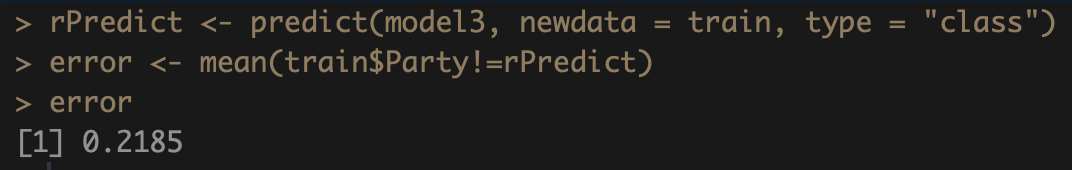 > rPredict <- predict(model3, newdata = train, type = "class")
> error <- mean(train$Party!=rPredict)
> error
[1] 0.2185